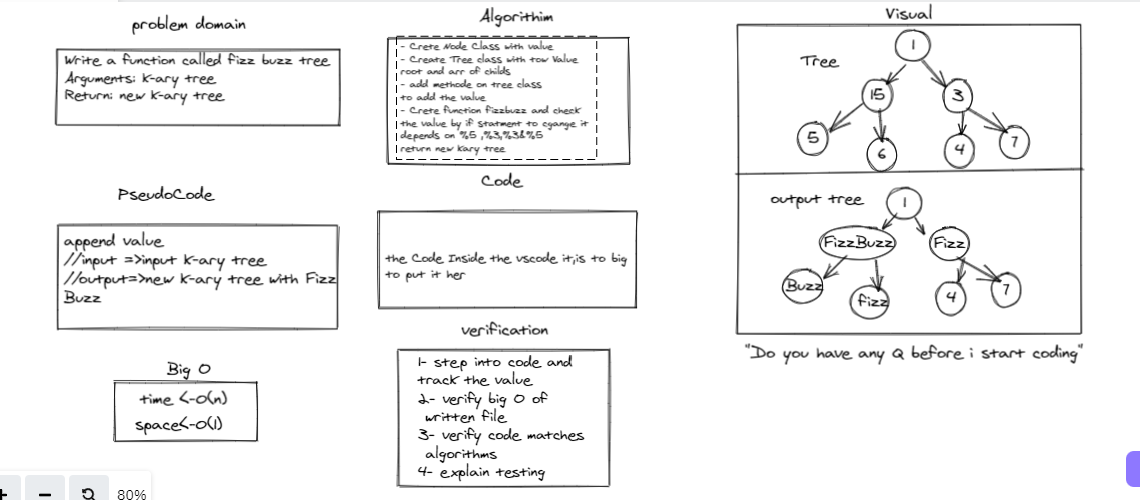 problem domain
Write a function called fizz buzz tree
Arguments: K-ary tree
Return: new K-ary tree
Algorithim
- Crete Node Class with value
- Create Tree class with tow Value
root and arr of childs
- add methode on tree class
to add the value
- Crete function fizzbuzz and check
the value by if statment to cgange it
depends on %5 ,%3,%3&%5
return new Kary tree
Visual
Tree
1
15
3
5
6
4
7
output tree
1
FizzBuzz
Fizz
Buzz
fizz
4
7
"Do you have any Q before i start coding"
PseudoCode
append value
//input =>input K-ary tree
//output=>new K-ary tree with Fizz
Buzz
Code
the Code Inside the vscode it,is to big
to put it her
Big O
time <-O(n)
space<-O(1)
verification
1- step into code and
track the value
2- verify big O of
written file
3- verify code matches
algorithms
4- explain testing
80%